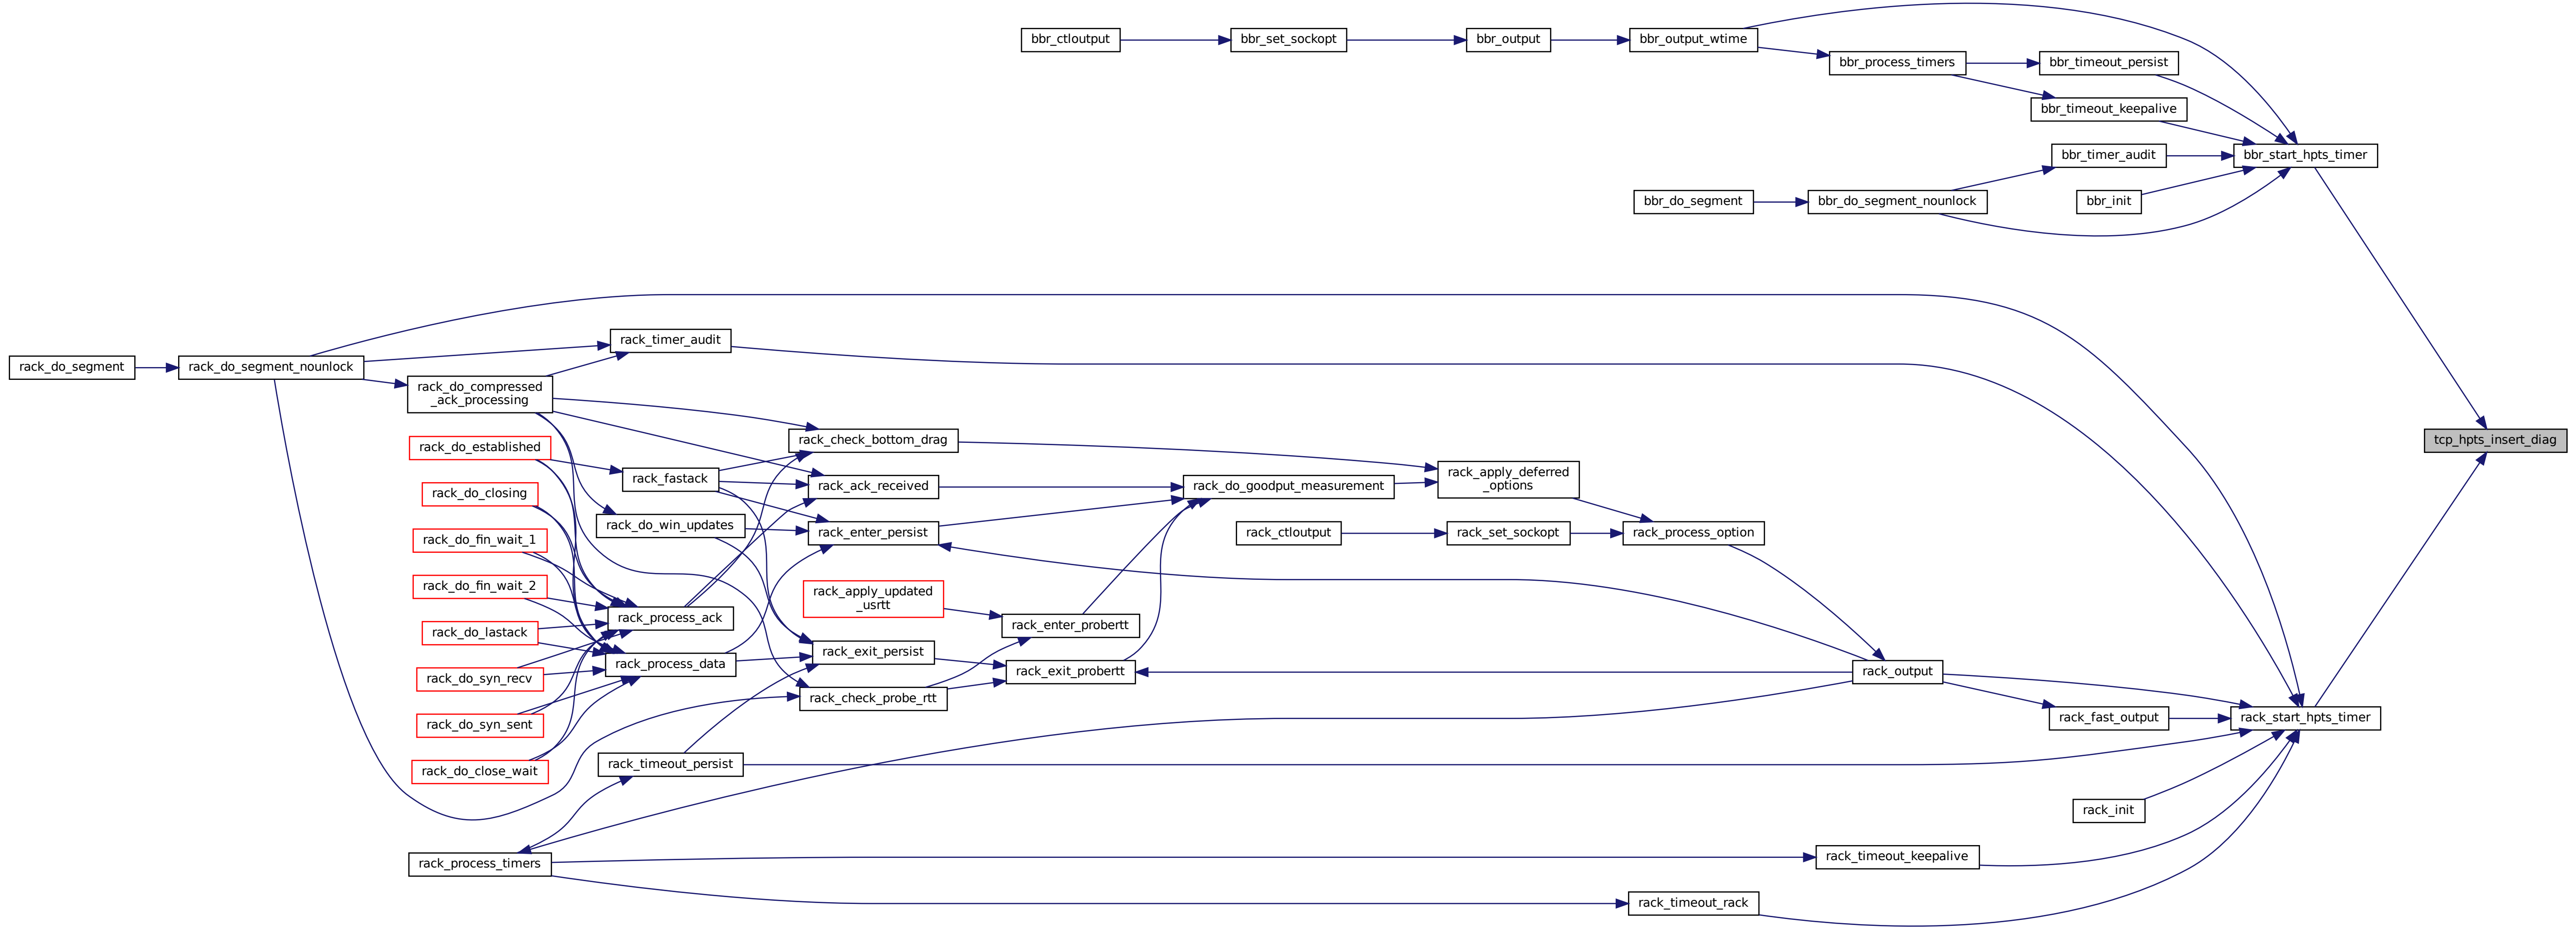 bbr_ctloutput
bbr_set_sockopt
bbr_output
bbr_output_wtime
bbr_process_timers
bbr_timeout_persist
bbr_timeout_keepalive
bbr_timer_audit
bbr_start_hpts_timer
bbr_do_segment
bbr_do_segment_nounlock
bbr_init
rack_timer_audit
rack_do_segment
rack_do_segment_nounlock
rack_do_compressed
_ack_processing
rack_check_bottom_drag
tcp_hpts_insert_diag
rack_do_established
rack_fastack
rack_apply_deferred
_options
rack_ack_received
rack_do_goodput_measurement
rack_do_closing
rack_do_win_updates
rack_enter_persist
rack_ctloutput
rack_set_sockopt
rack_process_option
rack_do_fin_wait_1
rack_do_fin_wait_2
rack_apply_updated
_usrtt
rack_process_ack
rack_enter_probertt
rack_do_lastack
rack_exit_persist
rack_process_data
rack_exit_probertt
rack_output
rack_do_syn_recv
rack_check_probe_rtt
rack_do_syn_sent
rack_fast_output
rack_start_hpts_timer
rack_do_close_wait
rack_timeout_persist
rack_init
rack_process_timers
rack_timeout_keepalive
rack_timeout_rack